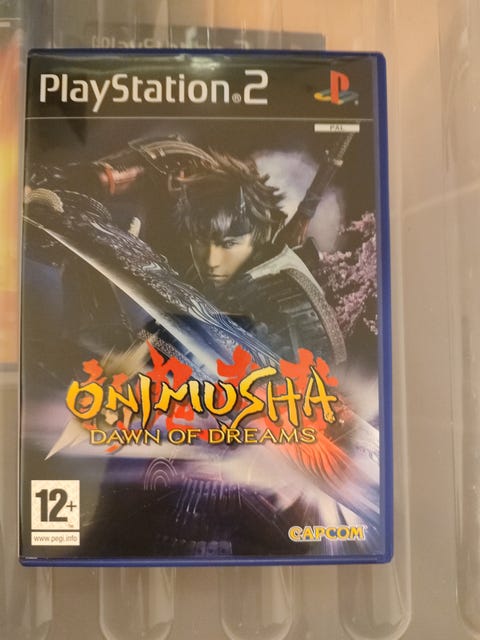 PlayStation®2
PAL
ONIMUSHA
DAWN OF DREAMS
12+
www.pegi.info
CAPCOM